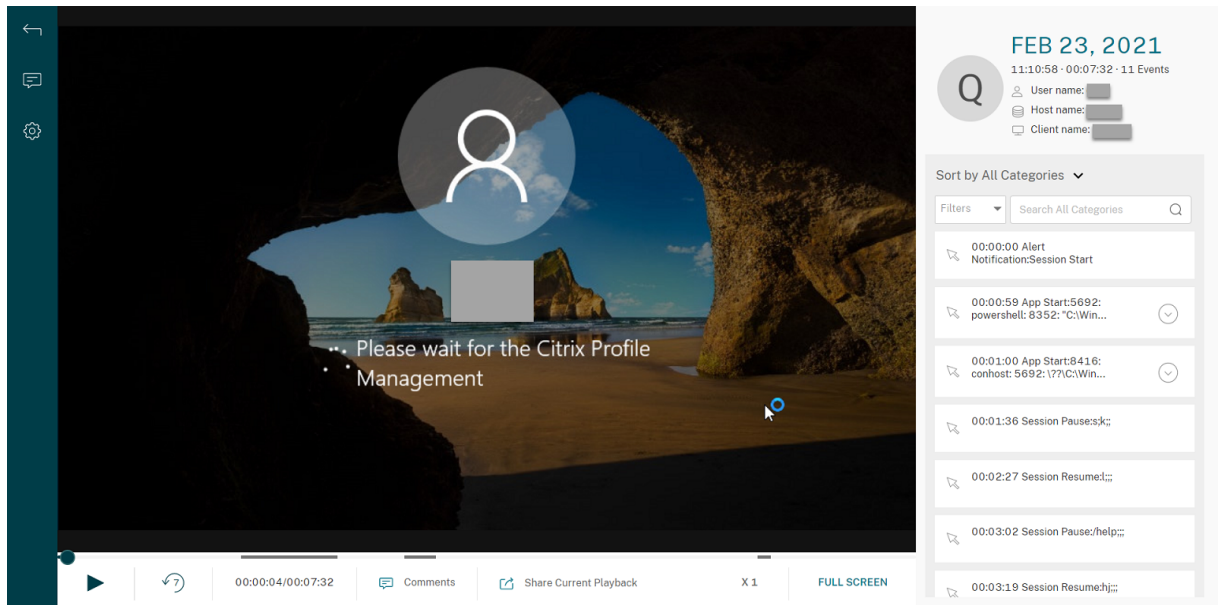 Please wait for the Citrix Profile
Management
7
00:00:04/00:07:32
Comments
Share Current Playback
X 1
FULL SCREEN
Q
FEB 23, 2021
11:10:58 · 00:07:32 · 11 Events
User name:
Host name:
Client name:
Sort by All Categories
Filters
Search All Categories
00:00:00 Alert
Notification:Session Start
00:00:59 App Start:5692:
powershell: 8352: "C:\Win...
00:01:00 App Start:8416:
conhost: 5692: \??\C:\Win...
00:01:36 Session Pause:s;k;;
00:02:27 Session Resume:l;;;
00:03:02 Session Pause:/help;;;
00:03:19 Session Resume:hj;;;